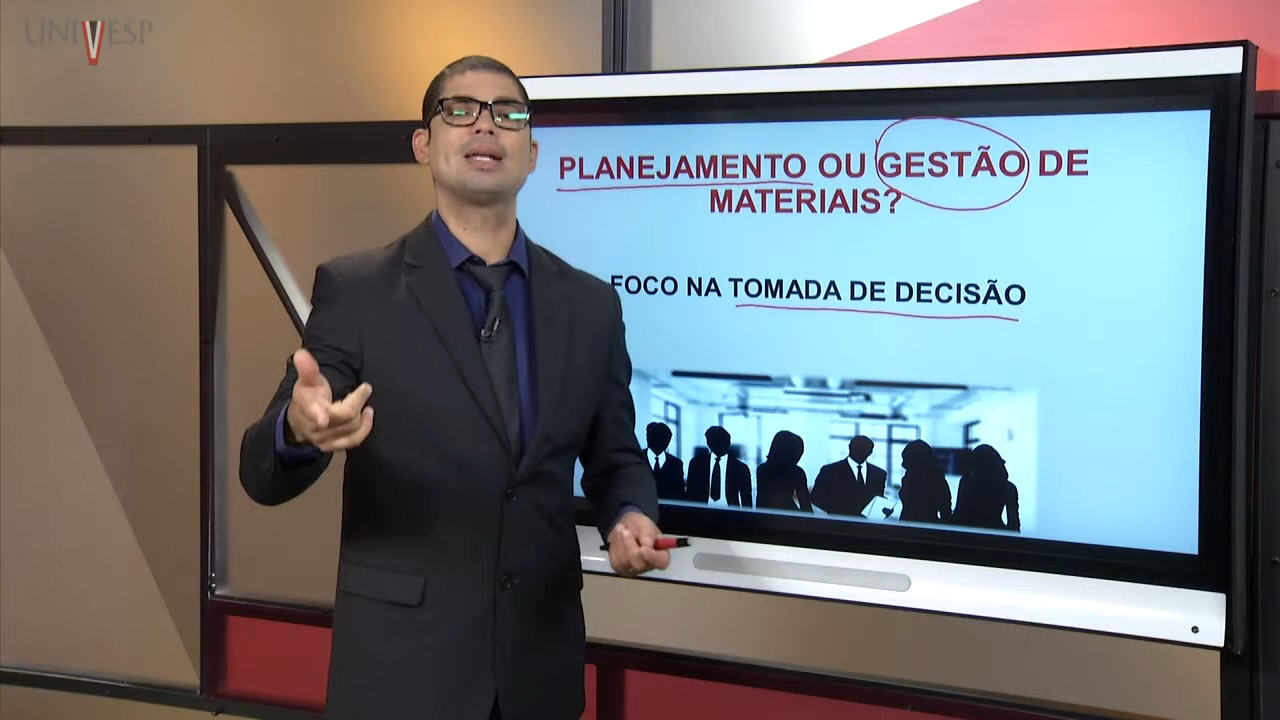 UNIVESP
PLANEJAMENTO OU GESTÃO DE
MATERIAIS?
FOCO NA TOMADA DE DECISÃO